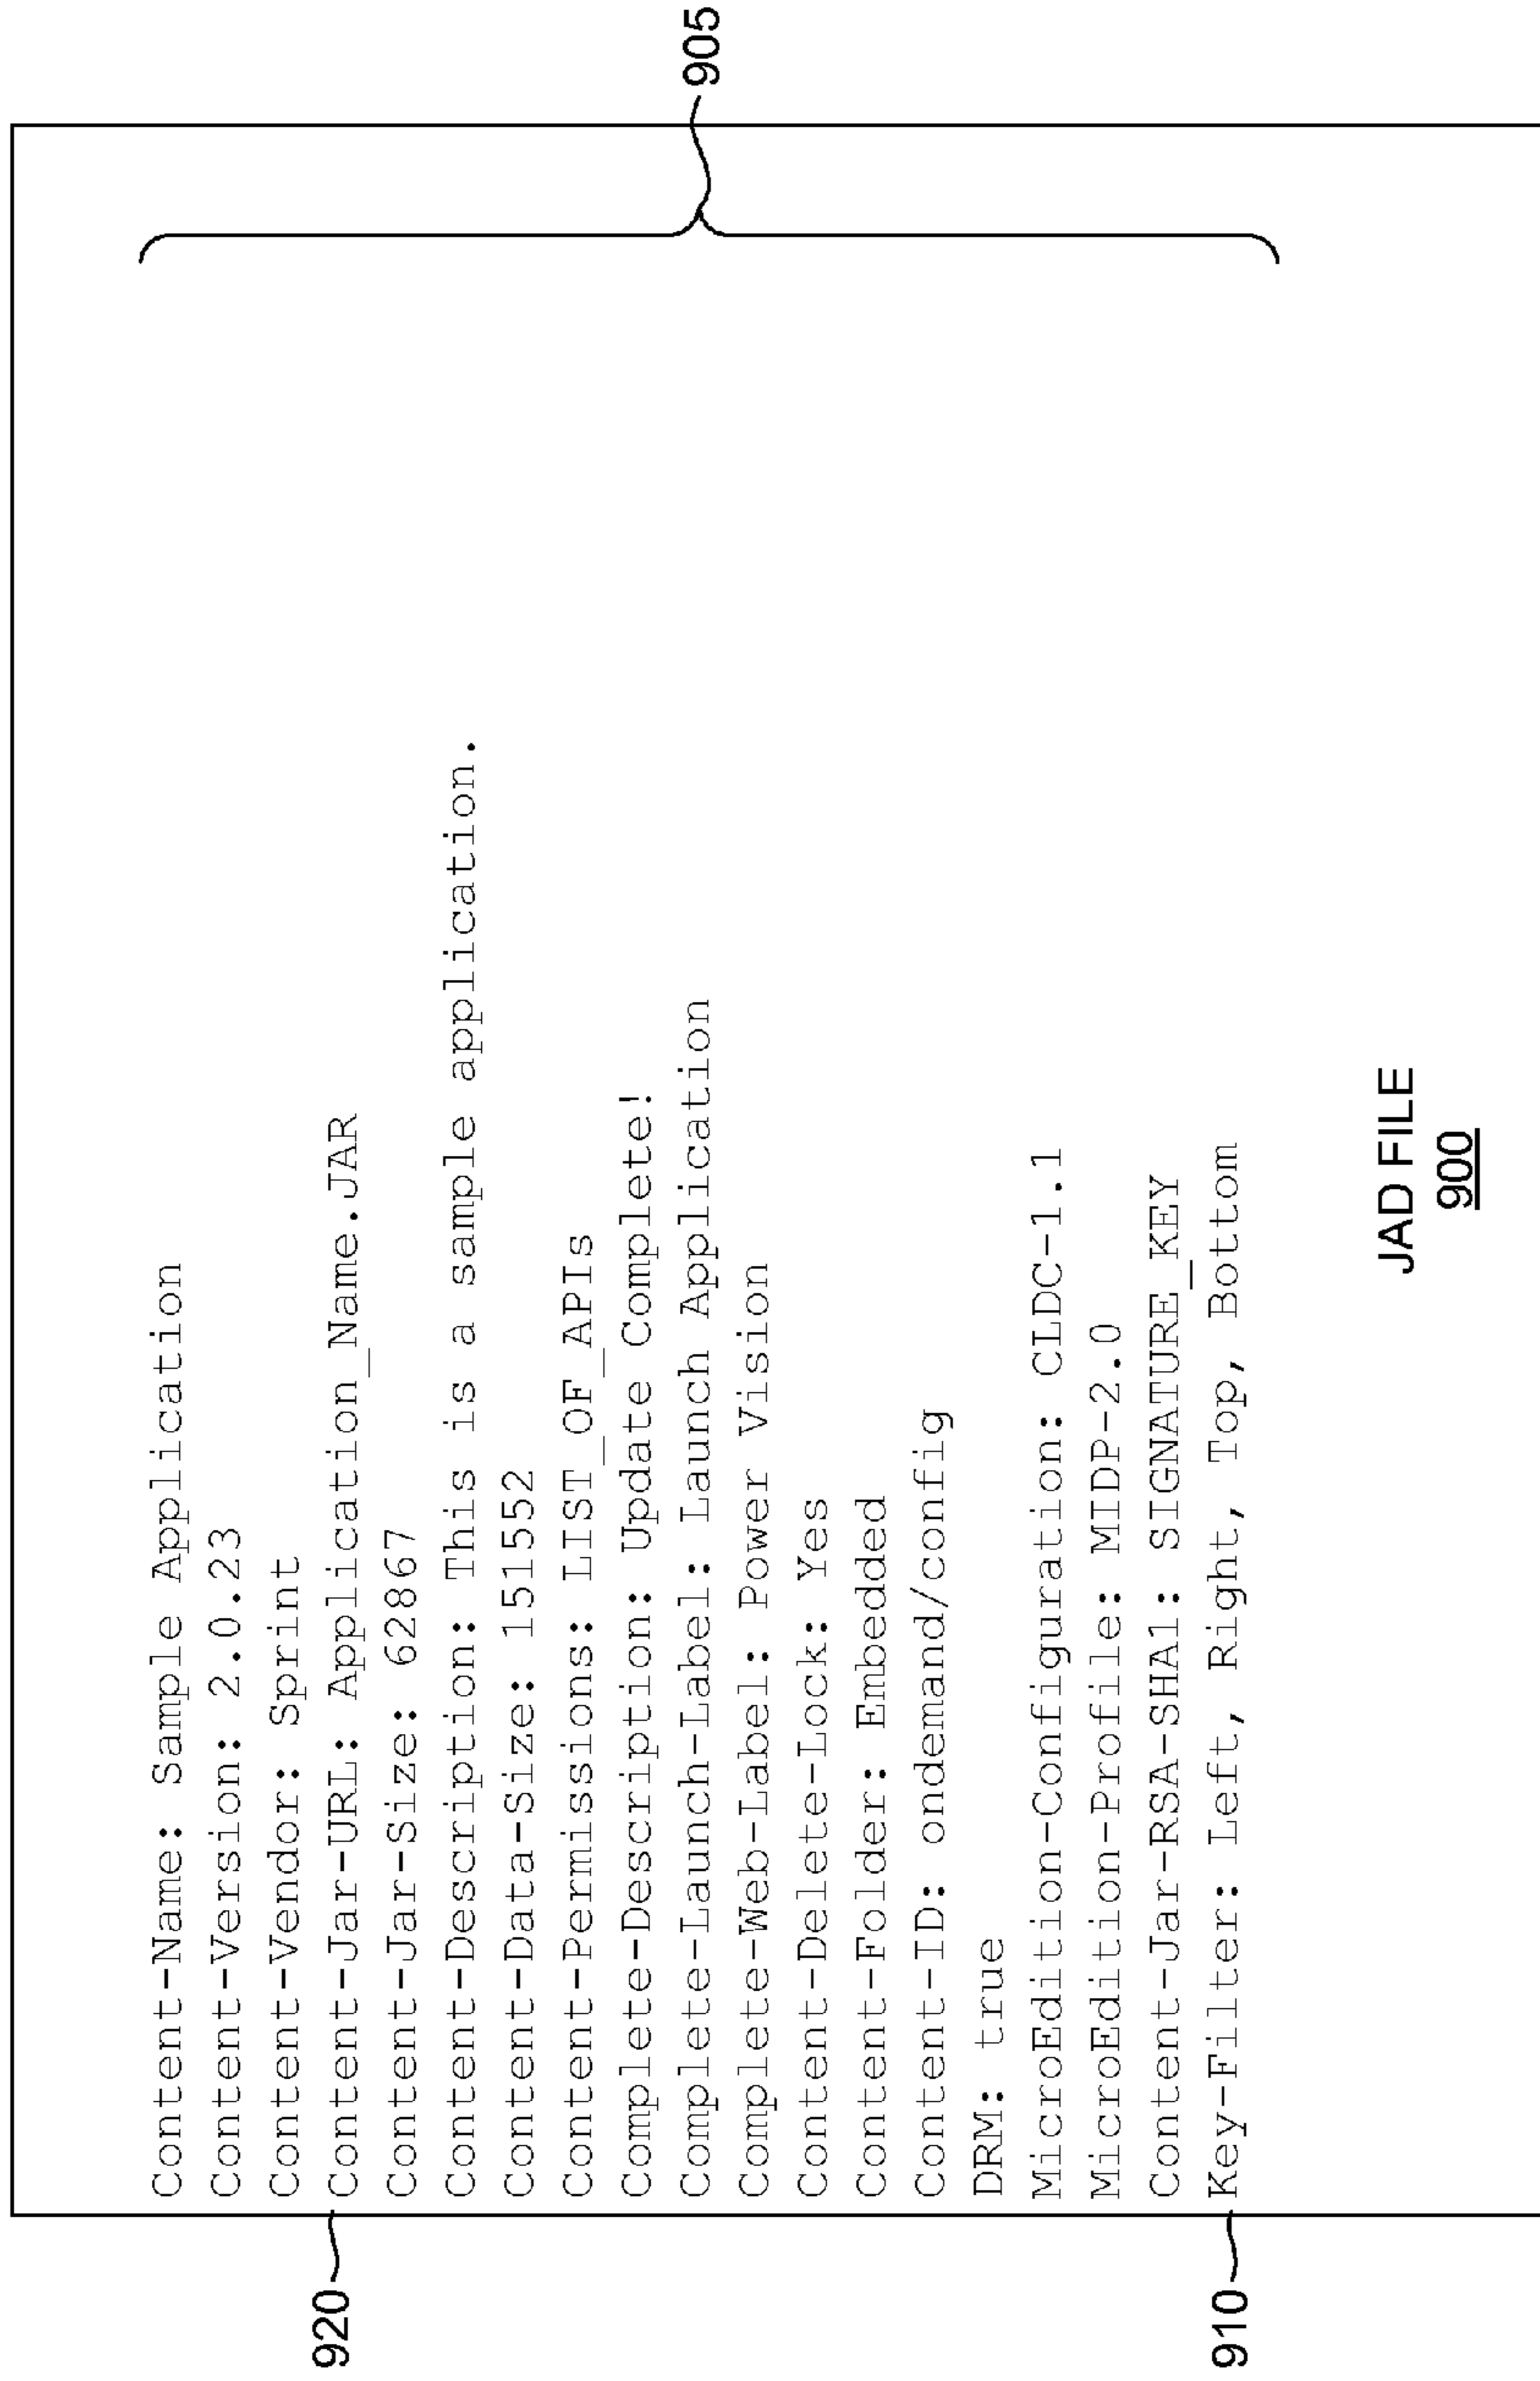 Content-Name: Sample Application
Content-Version: 2.0.23
Content-Vendor: Sprint
920
Content-Jar-URL: Application_Name.JAR
Content-Jar-Size: 62867
Content-Description: This is a sample application.
Content-Data-Size: 151552
Content-Permissions: LIST_OF_APIs
Complete-Description: Update Complete!
Complete-Launch-Label: Launch Application
905
Complete-Web-Label: Power Vision
Content-Delete-Lock: Yes
Content-Folder: Embedded
Content-ID: ondemand/config
DRM: true
MicroEdition-Configuration: CLDC-1.1
MicroEdition-Profile: MIDP-2.0
Content-Jar-RSA-SHA1: SIGNATURE_KEY
910
Key-Filter: Left, Right, Top, Bottom
JAD FILE
900